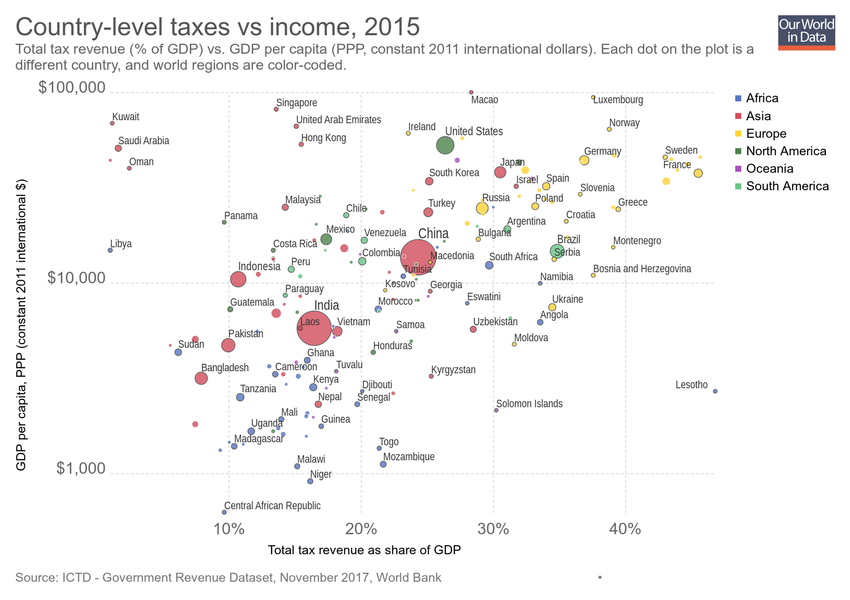 Country-level taxes vs income, 2015
Total tax revenue (% of GDP) vs. GDP per capita (PPP, constant 2011 international dollars). Each dot on the plot is a
different country, and world regions are color-coded.
Our World
in Data
$100,000
Macao
Luxembourg
Africa
Singapore
Asia
Kuwait
United Arab Emirates
Ireland
United States
Norway
Europe
Saudi Arabia
Hong Kong
North America
Oman
Japan
Germany
Sweden
France
Oceania
South Korea
Israel
Spain
South America
Malaysia
Slovenia
Chile
Turkey
Russia
Poland
Greece
Panama
Mexico
Venezuela
Argentina
Croatia
Libya
Costa Rica
China
Bulgaria
Brazil
Montenegro
Colombia
Macedonia
South Africa
Serbia
Indonesia
Peru
Tunisia
Bosnia and Herzegovina
$10,000
Paraguay
Kosovo
Georgia
Namibia
Guatemala
India
Morocco
Eswatini
Ukraine
Laos
Vietnam
Samoa
Uzbekistan
Angola
Pakistan
Honduras
Moldova
Sudan
Ghana
Bangladesh
Cameroon
Tuvalu
Kyrgyzstan
Tanzania
Kenya
Djibouti
Lesotho
Nepal
Senegal
Solomon Islands
Uganda
Mali
Guinea
Madagascar
Togo
Malawi
Mozambique
$1,000
Niger
Central African Republic
10%
20%
30%
40%
GDP per capita, PPP (constant 2011 international $)
Total tax revenue as share of GDP
Source: ICTD - Government Revenue Dataset, November 2017, World Bank